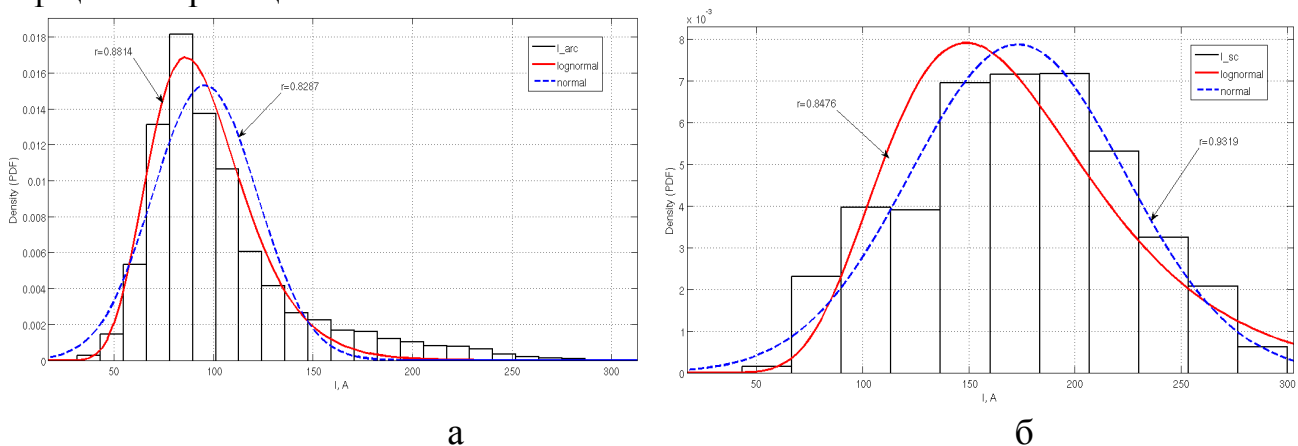 0.018
0.016
0.014
0.012
0.01
0.008
0.006
0.004
0.002
0
Density (PDF)
50
100
150
200
250
300
I, A
r=0.8814
r=0.8287
I_arc
lognormal
normal
а
x 10⁻³
8
7
6
5
4
3
2
1
0
Density (PDF)
50
100
150
200
250
300
I, A
r=0.8476
r=0.9319
I_sc
lognormal
normal
б